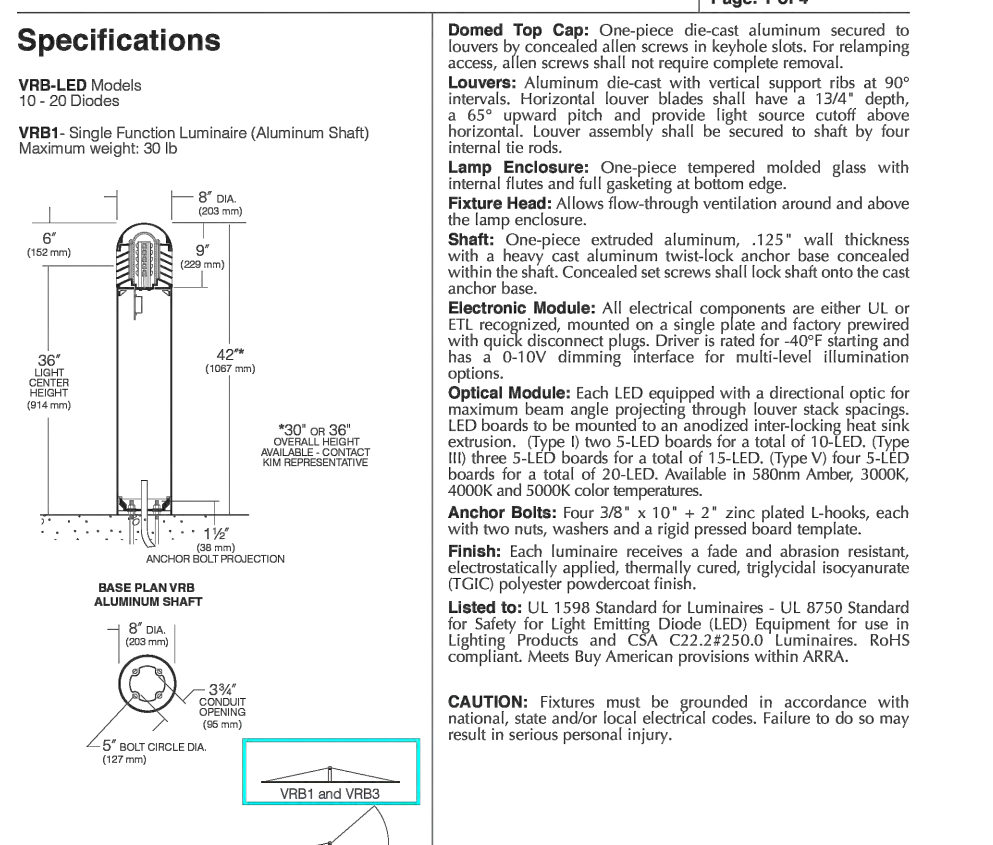 Page: 1 of 4
Specifications
VRB-LED Models
10 - 20 Diodes
VRB1- Single Function Luminaire (Aluminum Shaft)
Maximum weight: 30 lb
8″ DIA.
(203 mm)
6″
(152 mm)
9″
(229 mm)
36″
LIGHT
CENTER
HEIGHT
(914 mm)
42″*
(1067 mm)
*30" OR 36"
OVERALL HEIGHT
AVAILABLE - CONTACT
KIM REPRESENTATIVE
1½″
(38 mm)
ANCHOR BOLT PROJECTION
BASE PLAN VRB
ALUMINUM SHAFT
8″ DIA.
(203 mm)
3¾″
CONDUIT
OPENING
(95 mm)
5″ BOLT CIRCLE DIA.
(127 mm)
VRB1 and VRB3
Domed Top Cap: One-piece die-cast aluminum secured to
louvers by concealed allen screws in keyhole slots. For relamping
access, allen screws shall not require complete removal.
Louvers: Aluminum die-cast with vertical support ribs at 90°
intervals. Horizontal louver blades shall have a 13/4" depth,
a 65° upward pitch and provide light source cutoff above
horizontal. Louver assembly shall be secured to shaft by four
internal tie rods.
Lamp Enclosure: One-piece tempered molded glass with
internal flutes and full gasketing at bottom edge.
Fixture Head: Allows flow-through ventilation around and above
the lamp enclosure.
Shaft: One-piece extruded aluminum, .125" wall thickness
with a heavy cast aluminum twist-lock anchor base concealed
within the shaft. Concealed set screws shall lock shaft onto the cast
anchor base.
Electronic Module: All electrical components are either UL or
ETL recognized, mounted on a single plate and factory prewired
with quick disconnect plugs. Driver is rated for -40°F starting and
has a 0-10V dimming interface for multi-level illumination
options.
Optical Module: Each LED equipped with a directional optic for
maximum beam angle projecting through louver stack spacings.
LED boards to be mounted to an anodized inter-locking heat sink
extrusion. (Type I) two 5-LED boards for a total of 10-LED. (Type
III) three 5-LED boards for a total of 15-LED. (Type V) four 5-LED
boards for a total of 20-LED. Available in 580nm Amber, 3000K,
4000K and 5000K color temperatures.
Anchor Bolts: Four 3/8" x 10" + 2" zinc plated L-hooks, each
with two nuts, washers and a rigid pressed board template.
Finish: Each luminaire receives a fade and abrasion resistant,
electrostatically applied, thermally cured, triglycidal isocyanurate
(TGIC) polyester powdercoat finish.
Listed to: UL 1598 Standard for Luminaires - UL 8750 Standard
for Safety for Light Emitting Diode (LED) Equipment for use in
Lighting Products and CSA C22.2#250.0 Luminaires. RoHS
compliant. Meets Buy American provisions within ARRA.
CAUTION: Fixtures must be grounded in accordance with
national, state and/or local electrical codes. Failure to do so may
result in serious personal injury.